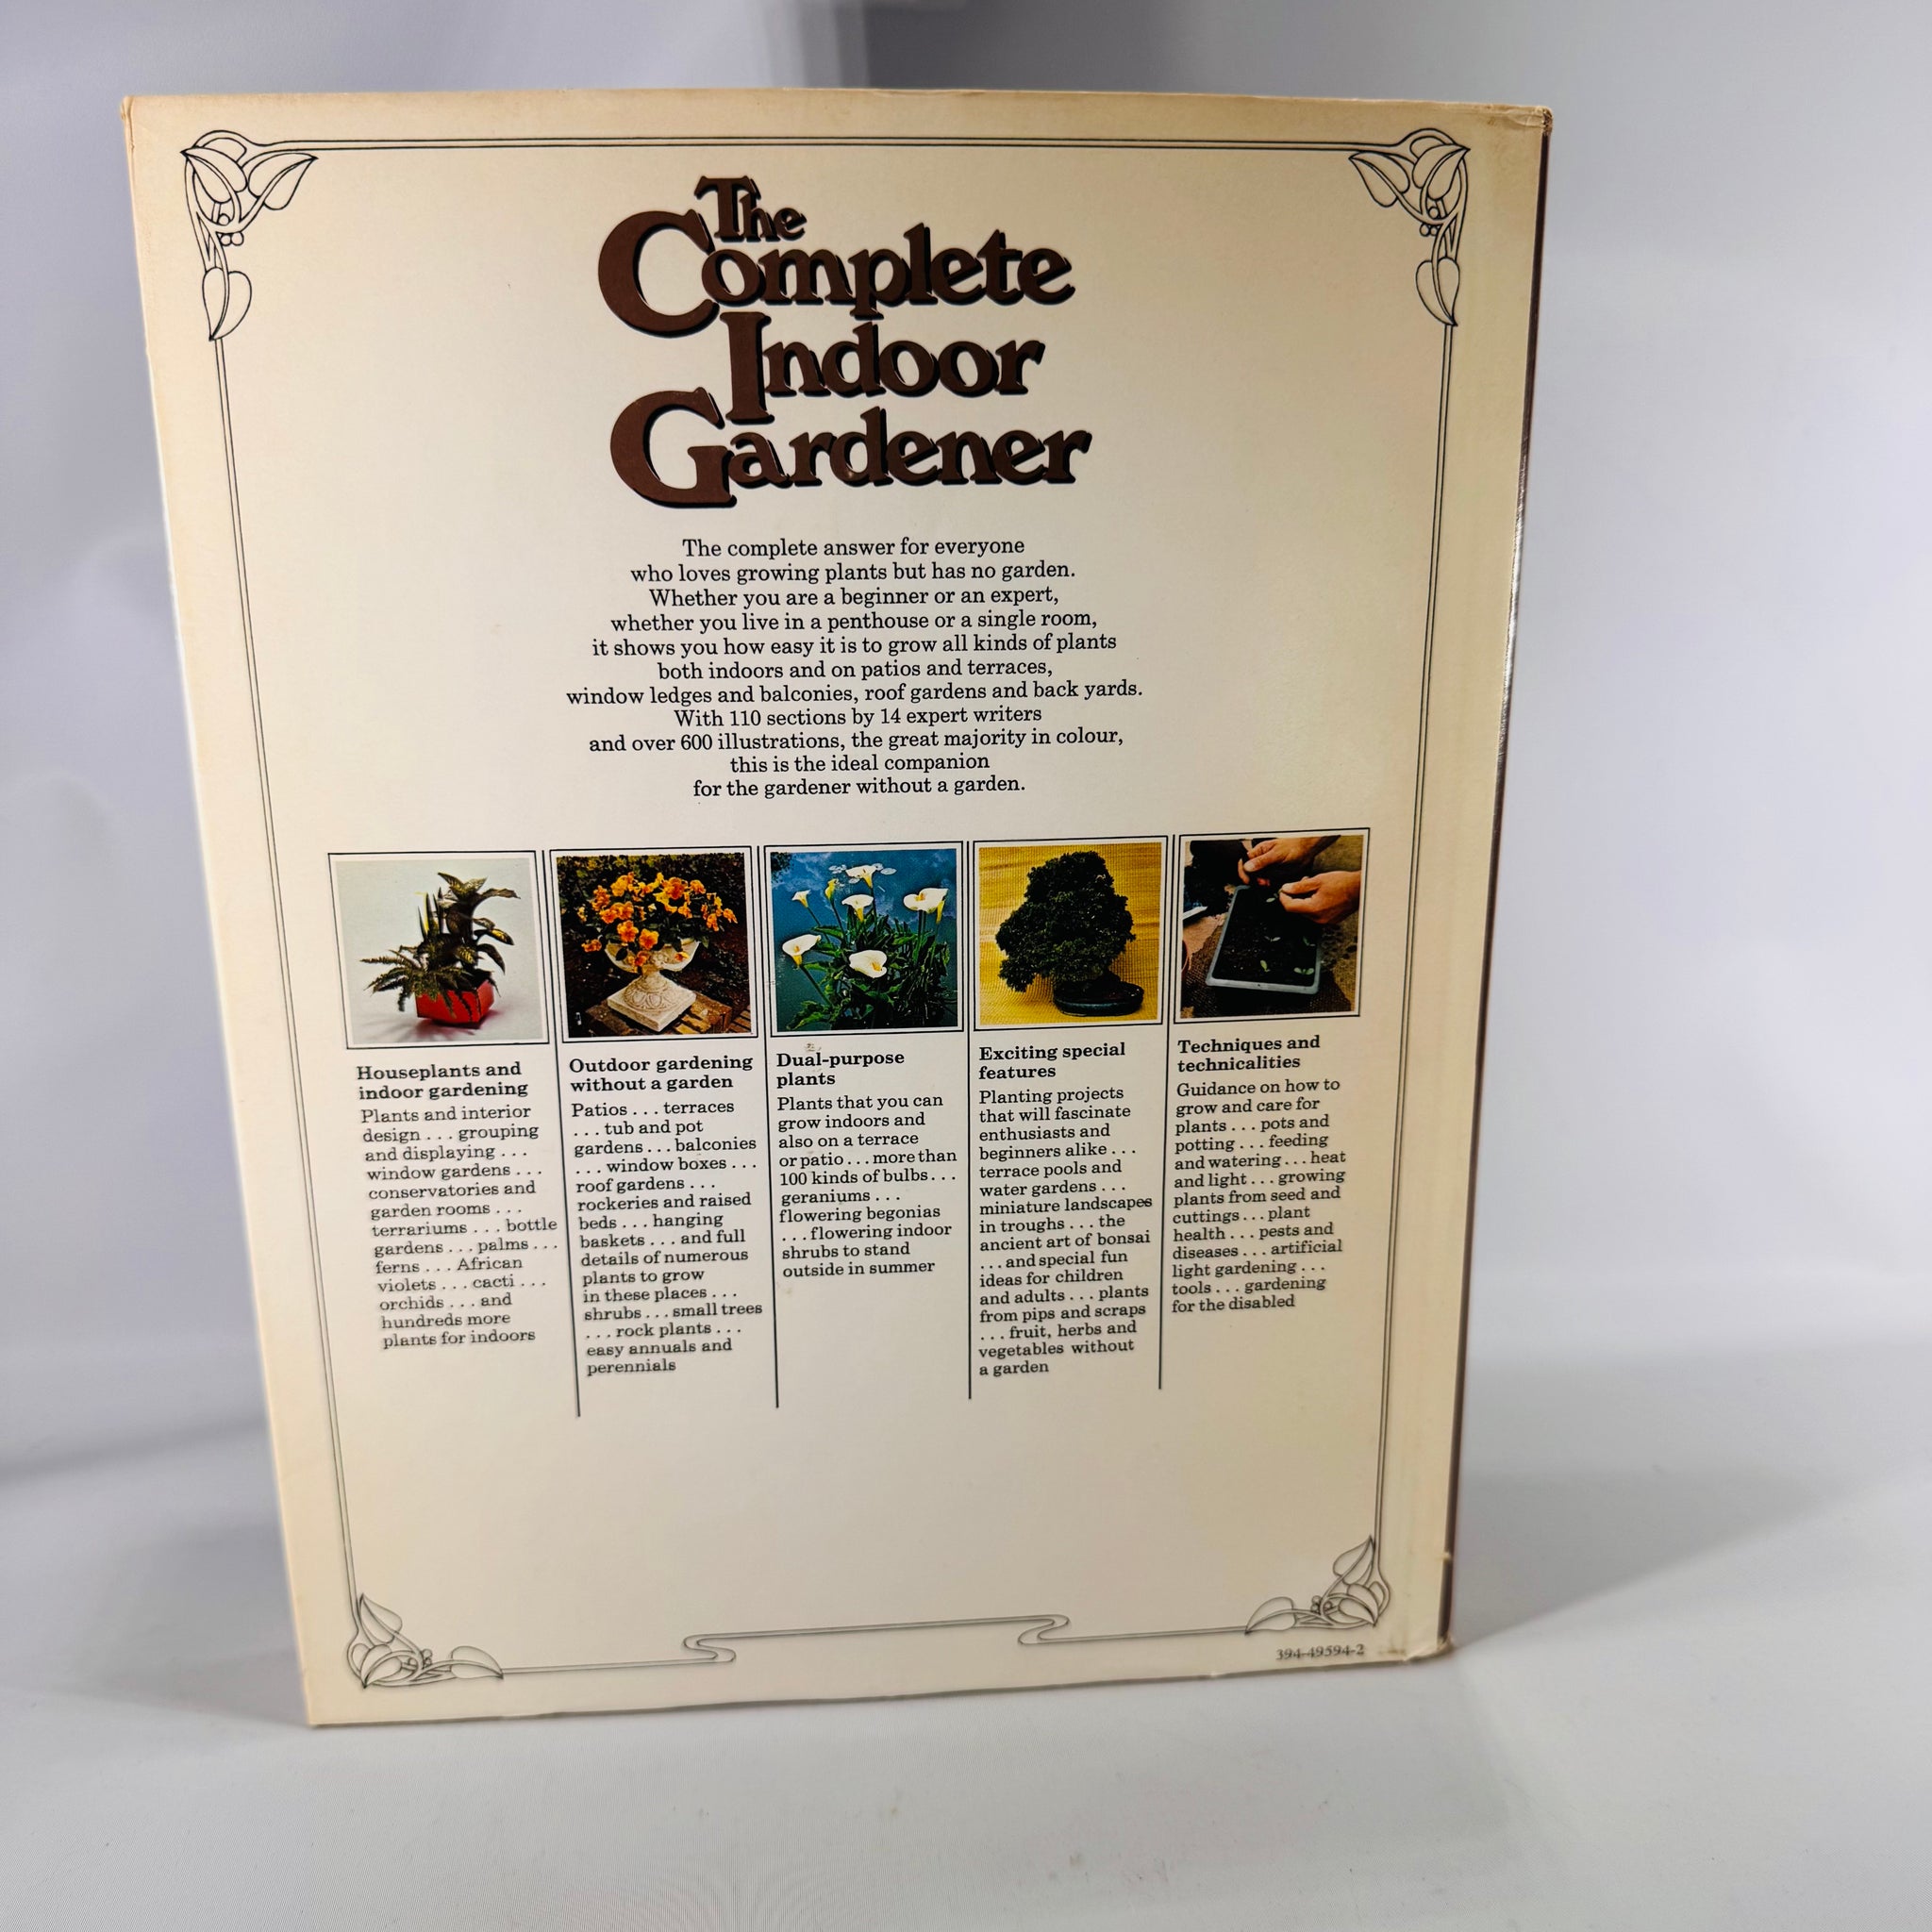 The
Complete
Indoor
Gardener
The complete answer for everyone
who loves growing plants but has no garden.
Whether you are a beginner or an expert,
whether you live in a penthouse or a single room,
it shows you how easy it is to grow all kinds of plants
both indoors and on patios and terraces,
window ledges and balconies, roof gardens and back yards.
With 110 sections by 14 expert writers
and over 600 illustrations, the great majority in colour,
this is the ideal companion
for the gardener without a garden.
Houseplants and
indoor gardening
Plants and interior
design . . . grouping
and displaying . . .
window gardens . . .
conservatories and
garden rooms . . .
terrariums . . . bottle
gardens . . . palms . . .
ferns . . . African
violets . . . cacti . . .
orchids . . . and
hundreds more
plants for indoors
Outdoor gardening
without a garden
Patios . . . terraces
. . . tub and pot
gardens . . . balconies
. . . window boxes . . .
roof gardens . . .
rockeries and raised
beds . . . hanging
baskets . . . and full
details of numerous
plants to grow
in these places . . .
shrubs . . . small trees
. . . rock plants . . .
easy annuals and
perennials
Dual-purpose
plants
Plants that you can
grow indoors and
also on a terrace
or patio . . . more than
100 kinds of bulbs . . .
geraniums . . .
flowering begonias
. . . flowering indoor
shrubs to stand
outside in summer
Exciting special
features
Planting projects
that will fascinate
enthusiasts and
beginners alike . . .
terrace pools and
water gardens . . .
miniature landscapes
in troughs . . . the
ancient art of bonsai
. . . and special fun
ideas for children
and adults . . . plants
from pips and scraps
. . . fruit, herbs and
vegetables without
a garden
Techniques and
technicalities
Guidance on how to
grow and care for
plants . . . pots and
potting . . . feeding
and watering . . . heat
and light . . . growing
plants from seed and
cuttings . . . plant
health . . . pests and
diseases . . . artificial
light gardening . . .
tools . . . gardening
for the disabled
394-49594-2